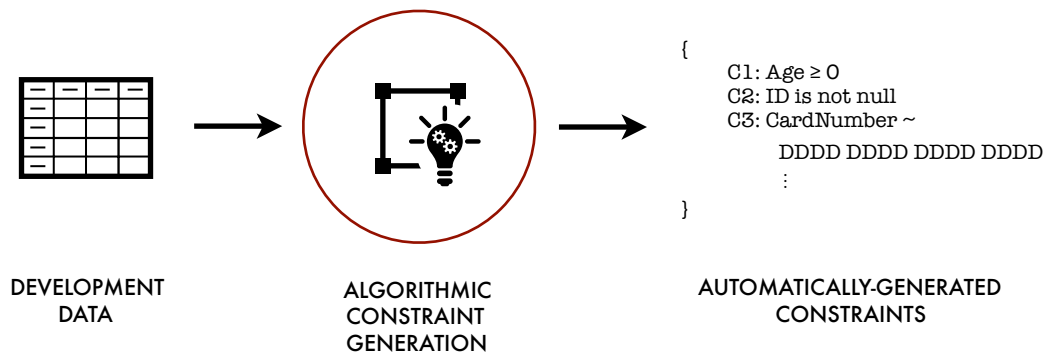 {
C1: Age ≥ 0
C2: ID is not null
C3: CardNumber ~
DDDD DDDD DDDD DDDD
⋮
}
DEVELOPMENT
DATA
ALGORITHMIC
CONSTRAINT
GENERATION
AUTOMATICALLY-GENERATED
CONSTRAINTS